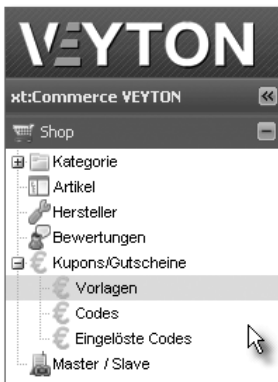 VEYTON
xt:Commerce VEYTON
Shop
Kategorie
Artikel
Hersteller
Bewertungen
Kupons/Gutscheine
Vorlagen
Codes
Eingelöste Codes
Master / Slave